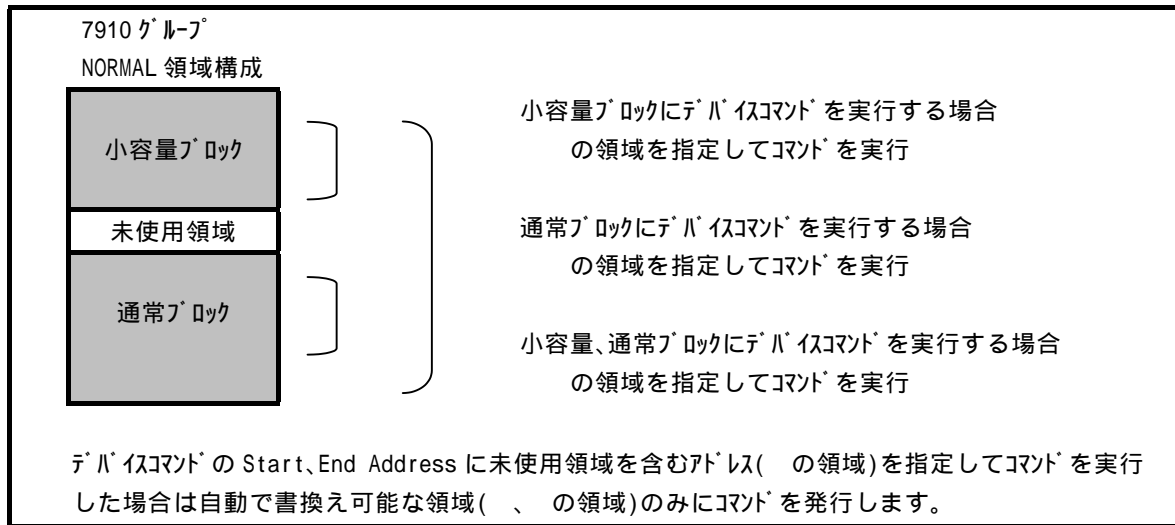 7910 ｸﾞﾙｰﾌﾟ
NORMAL 領域構成
小容量ﾌﾞﾛｯｸ
未使用領域
通常ﾌﾞﾛｯｸ
小容量ﾌﾞﾛｯｸにﾃﾞﾊﾞｲｽｺﾏﾝﾄﾞを実行する場合
の領域を指定してｺﾏﾝﾄﾞを実行
通常ﾌﾞﾛｯｸにﾃﾞﾊﾞｲｽｺﾏﾝﾄﾞを実行する場合
の領域を指定してｺﾏﾝﾄﾞを実行
小容量､通常ﾌﾞﾛｯｸにﾃﾞﾊﾞｲｽｺﾏﾝﾄﾞを実行する場合
の領域を指定してｺﾏﾝﾄﾞを実行
ﾃﾞﾊﾞｲｽｺﾏﾝﾄﾞの Start､End Address に未使用領域を含むｱﾄﾞﾚｽ(　の領域)を指定してｺﾏﾝﾄﾞを実行
した場合は自動で書換え可能な領域(　、　の領域)のみにｺﾏﾝﾄﾞを発行します。